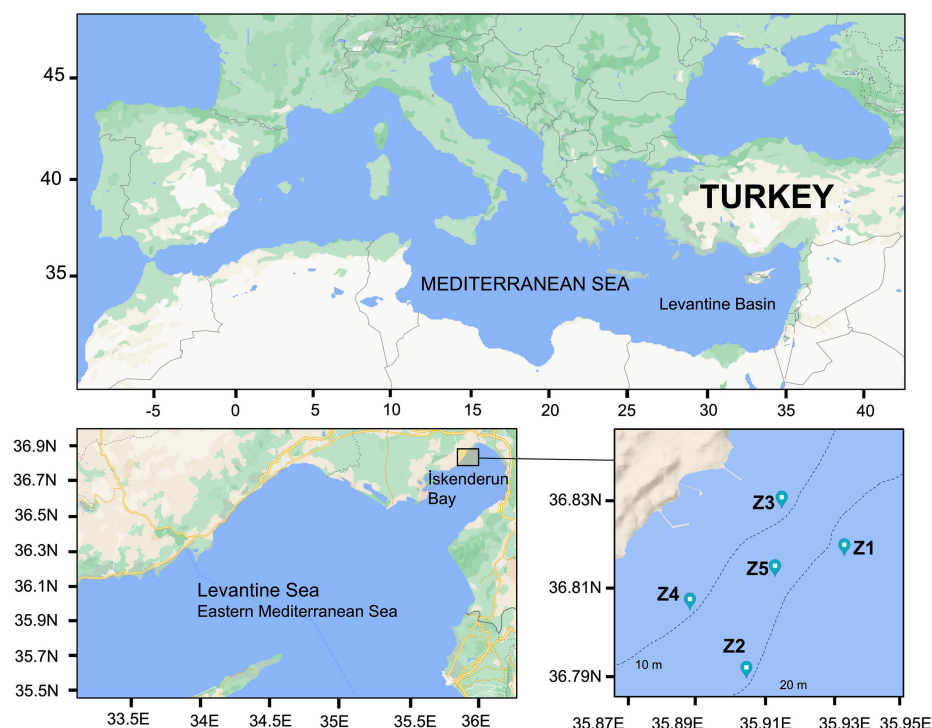 45
40
35
TURKEY
MEDITERRANEAN SEA
Levantine Basin
-5 0 5 10 15 20 25 30 35 40
36.9N
36.7N
36.5N
36.3N
36.1N
35.9N
35.7N
35.5N
İskenderun
Bay
Levantine Sea
Eastern Mediterranean Sea
33.5E 34E 34.5E 35E 35.5E 36E
36.83N
36.81N
36.79N
Z3
Z1
Z5
Z4
Z2
10 m
20 m
35.87E 35.89E 35.91E 35.93E 35.95E